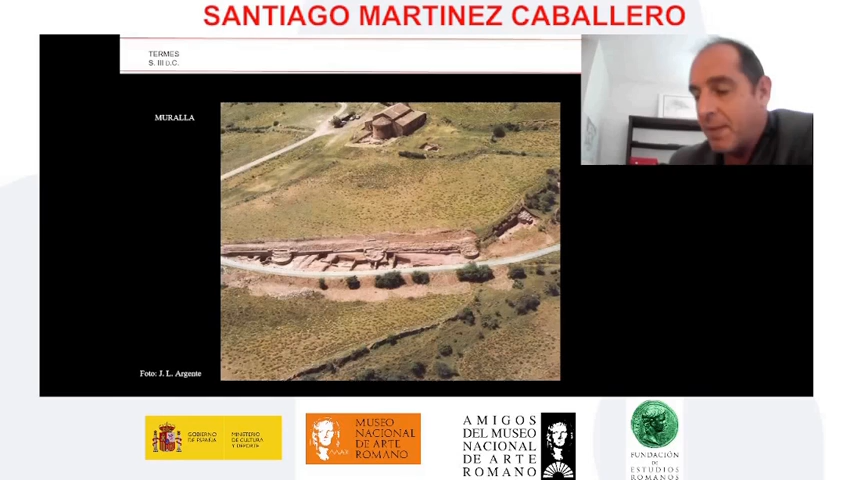 SANTIAGO MARTINEZ CABALLERO
TERMES
S. III D.C.
MURALLA
Foto: J. L. Argente
GOBIERNO
DE ESPAÑA
MINISTERIO
DE CULTURA
Y DEPORTE
MUSEO
NACIONAL
DE ARTE
ROMANO
AMIGOS
DEL MUSEO
NACIONAL
DE ARTE
ROMANO
FUNDACIÓN
DE
ESTUDIOS
ROMANOS